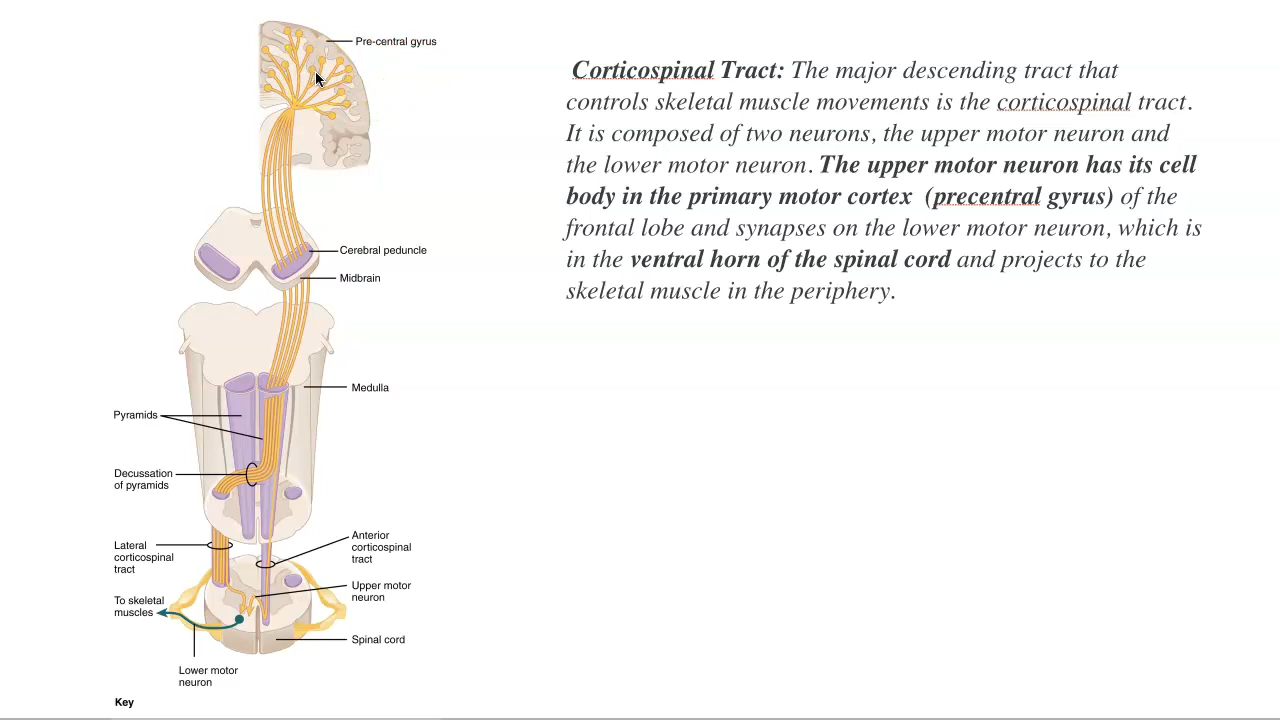 Pre-central gyrus
Cerebral peduncle
Midbrain
Medulla
Pyramids
Decussation
of pyramids
Lateral
corticospinal
tract
Anterior
corticospinal
tract
To skeletal
muscles
Upper motor
neuron
Spinal cord
Lower motor
neuron
Key
Corticospinal Tract: The major descending tract that
controls skeletal muscle movements is the corticospinal tract.
It is composed of two neurons, the upper motor neuron and
the lower motor neuron. The upper motor neuron has its cell
body in the primary motor cortex (precentral gyrus) of the
frontal lobe and synapses on the lower motor neuron, which is
in the ventral horn of the spinal cord and projects to the
skeletal muscle in the periphery.